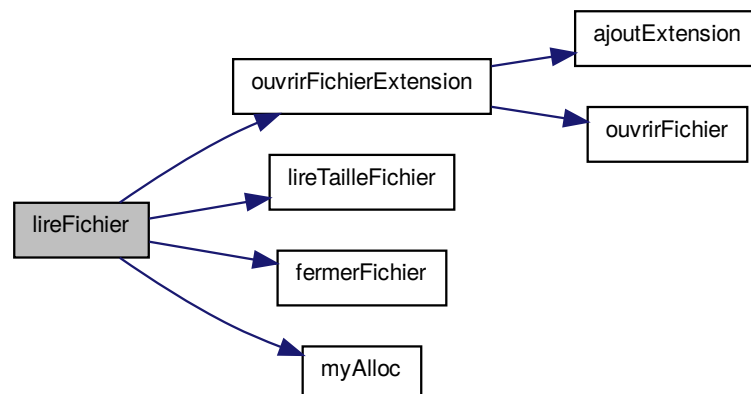 ajoutExtension
ouvrirFichierExtension
ouvrirFichier
lireTailleFichier
lireFichier
fermerFichier
myAlloc